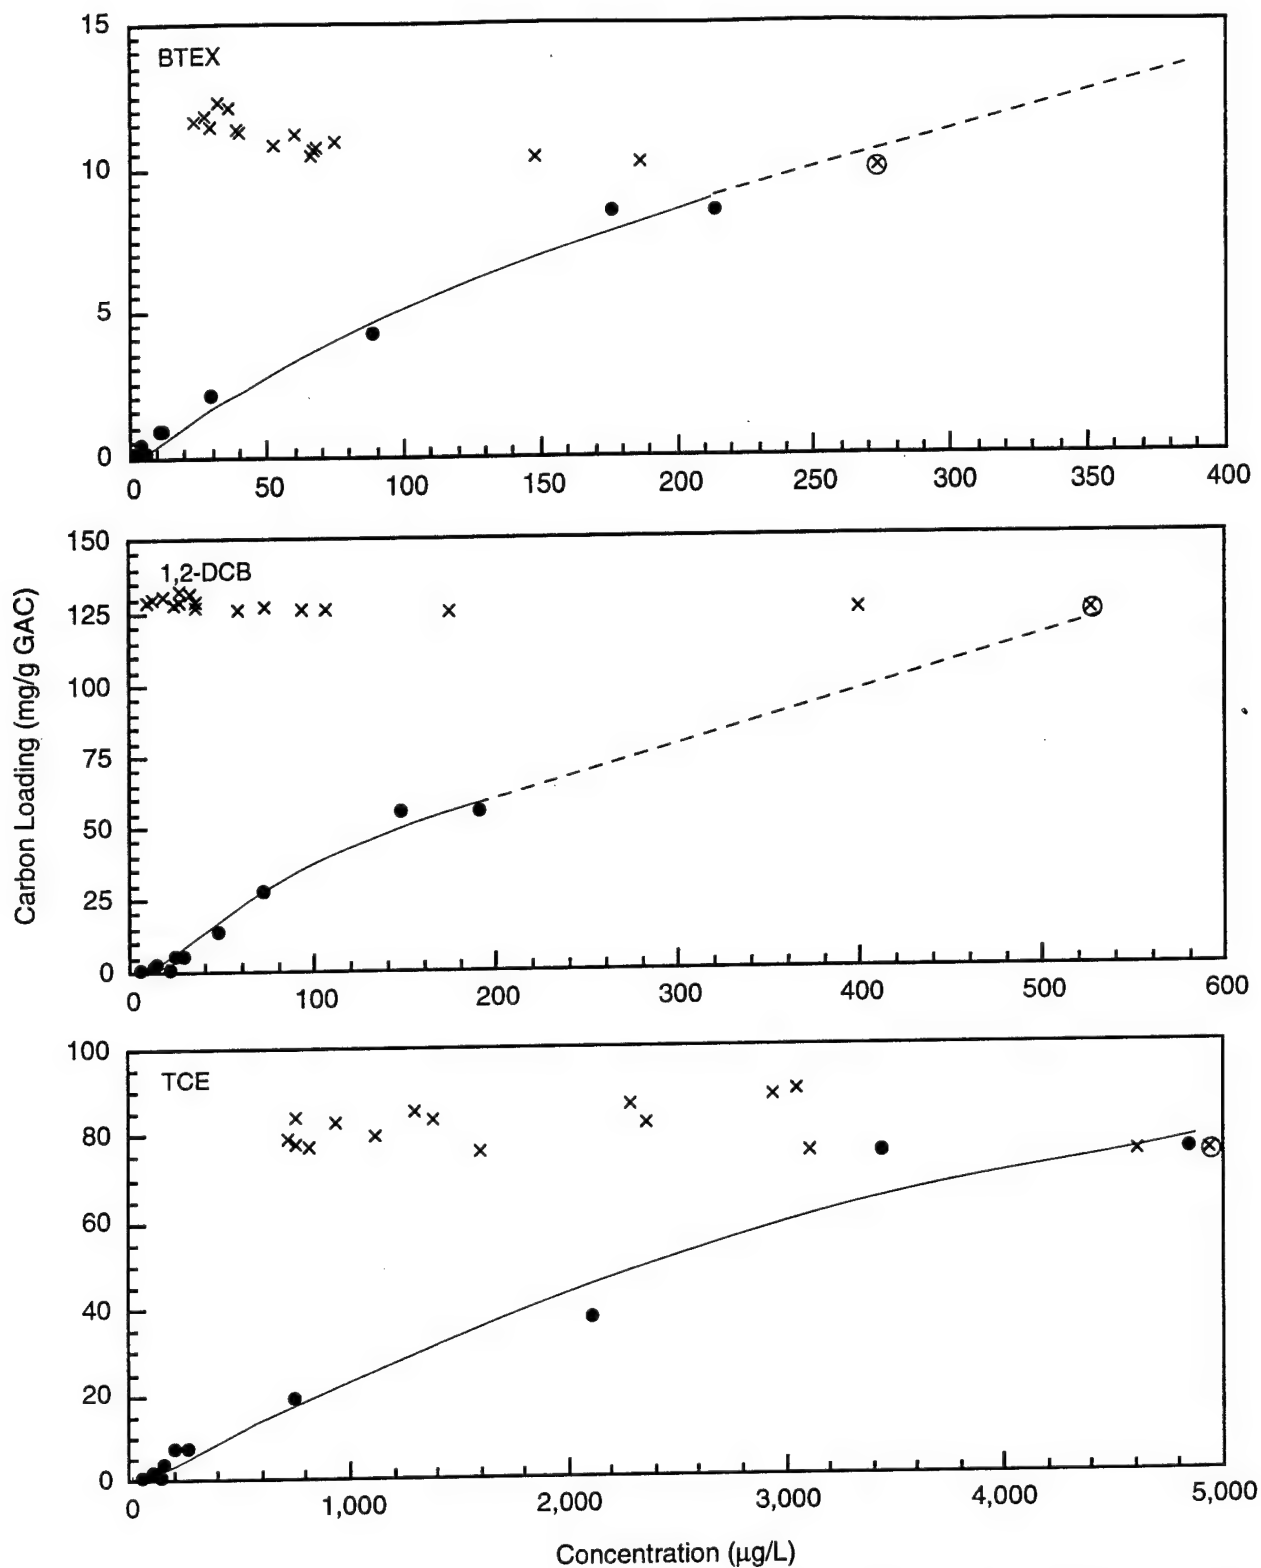 15
BTEX
10
5
0
0 50 100 150 200 250 300 350 400
150
1,2-DCB
125
100
75
50
25
0
0 100 200 300 400 500 600
Carbon Loading (mg/g GAC)
100
TCE
80
60
40
20
0
0 1,000 2,000 3,000 4,000 5,000
Concentration (μg/L)